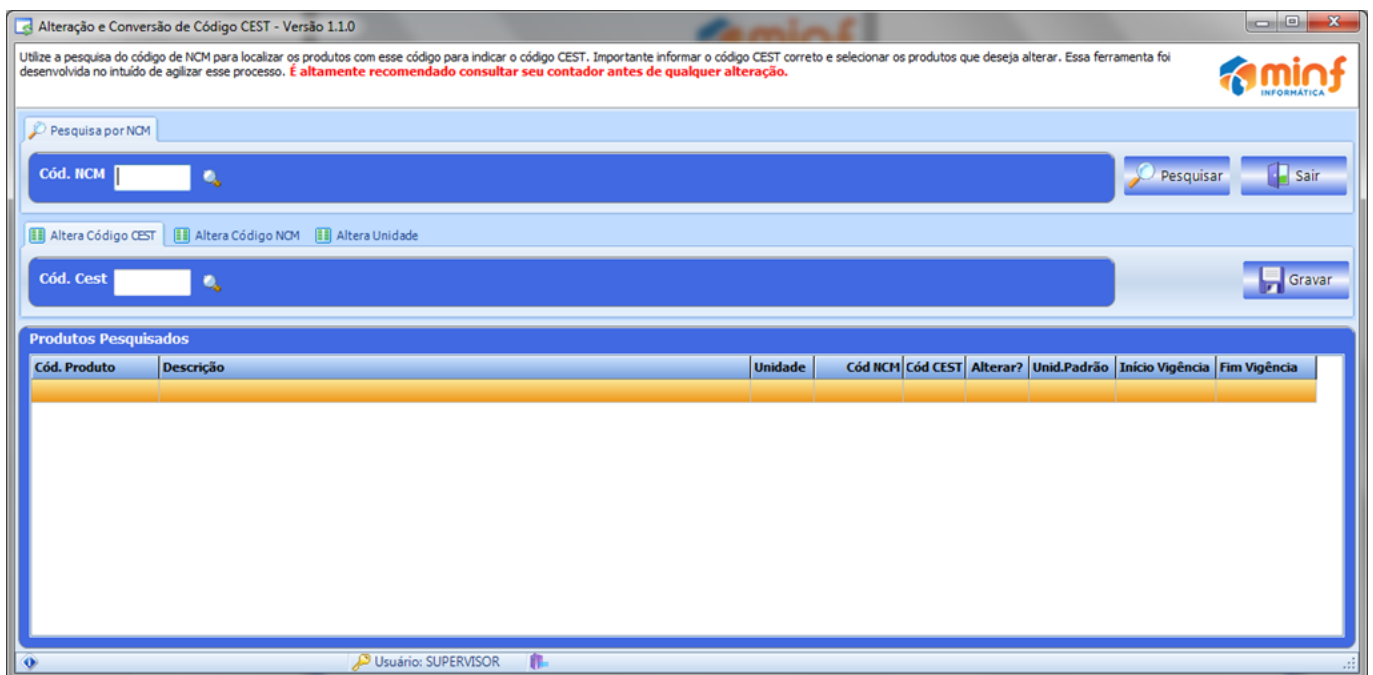 Alteração e Conversão de Código CEST - Versão 1.1.0
Utilize a pesquisa do código de NCM para localizar os produtos com esse código para indicar o código CEST. Importante informar o código CEST correto e selecionar os produtos que deseja alterar. Essa ferramenta foi
desenvolvida no intuído de agilizar esse processo. É altamente recomendado consultar seu contador antes de qualquer alteração.
minf
INFORMÁTICA
Pesquisa por NCM
Cód. NCM
Pesquisar
Sair
Altera Código CEST
Altera Código NCM
Altera Unidade
Cód. Cest
Gravar
Produtos Pesquisados
Cód. Produto
Descrição
Unidade
Cód NCM
Cód CEST
Alterar?
Unid.Padrão
Início Vigência
Fim Vigência
Usuário: SUPERVISOR